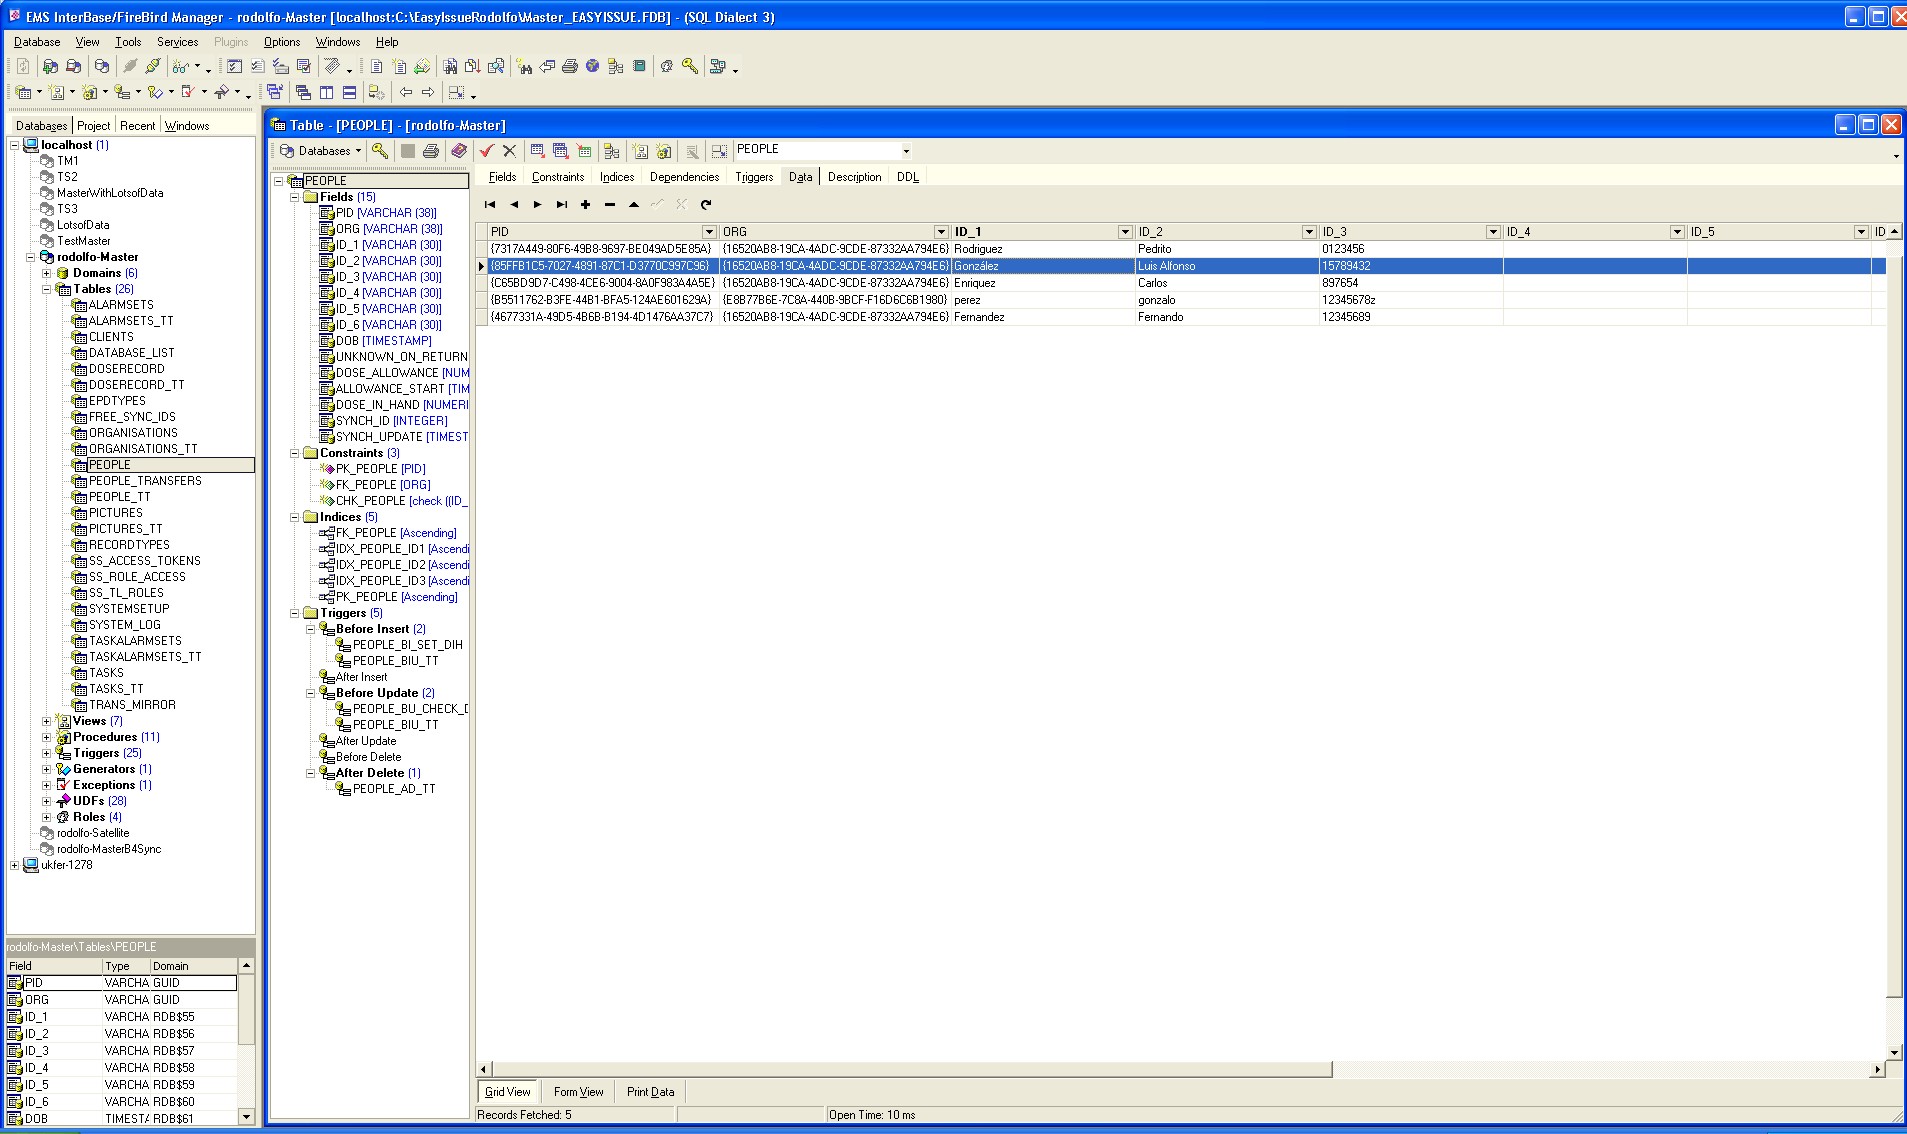 EMS InterBase/FireBird Manager - rodolfo-Master [localhost:C:\EasyIssueRodolfo\Master_EASYISSUE.FDB] - (SQL Dialect 3)
Database View Tools Services Plugins Options Windows Help
Databases Project Recent Windows
localhost (1)
TM1
TS2
MasterWithLotsofData
TS3
LotsofData
TestMaster
rodolfo-Master
Domains (6)
Tables (26)
ALARMSETS
ALARMSETS_TT
CLIENTS
DATABASE_LIST
DOSERECORD
DOSERECORD_TT
EPDTYPES
FREE_SYNC_IDS
ORGANISATIONS
ORGANISATIONS_TT
PEOPLE
PEOPLE_TRANSFERS
PEOPLE_TT
PICTURES
PICTURES_TT
RECORDTYPES
SS_ACCESS_TOKENS
SS_ROLE_ACCESS
SS_TL_ROLES
SYSTEMSETUP
SYSTEM_LOG
TASKALARMSETS
TASKALARMSETS_TT
TASKS
TASKS_TT
TRANS_MIRROR
Views (7)
Procedures (11)
Triggers (25)
Generators (1)
Exceptions (1)
UDFs (28)
Roles (4)
rodolfo-Satellite
rodolfo-MasterB4Sync
ukfer-1278
rodolfo-Master\Tables\PEOPLE
Field Type Domain
PID VARCHA GUID
ORG VARCHA GUID
ID_1 VARCHA RDB$55
ID_2 VARCHA RDB$56
ID_3 VARCHA RDB$57
ID_4 VARCHA RDB$58
ID_5 VARCHA RDB$59
ID_6 VARCHA RDB$60
DOB TIMESTA RDB$61
Table - [PEOPLE] - [rodolfo-Master]
Databases PEOPLE
PEOPLE
Fields (15)
PID [VARCHAR (38)]
ORG [VARCHAR (38)]
ID_1 [VARCHAR (30)]
ID_2 [VARCHAR (30)]
ID_3 [VARCHAR (30)]
ID_4 [VARCHAR (30)]
ID_5 [VARCHAR (30)]
ID_6 [VARCHAR (30)]
DOB [TIMESTAMP]
UNKNOWN_ON_RETURN
DOSE_ALLOWANCE [NUM
ALLOWANCE_START [TIM
DOSE_IN_HAND [NUMERI
SYNCH_ID [INTEGER]
SYNCH_UPDATE [TIMEST
Constraints (3)
PK_PEOPLE [PID]
FK_PEOPLE [ORG]
CHK_PEOPLE [check ((ID_
Indices (5)
FK_PEOPLE [Ascending]
IDX_PEOPLE_ID1 [Ascendi
IDX_PEOPLE_ID2 [Ascendi
IDX_PEOPLE_ID3 [Ascendi
PK_PEOPLE [Ascending]
Triggers (5)
Before Insert (2)
PEOPLE_BI_SET_DIH
PEOPLE_BIU_TT
After Insert
Before Update (2)
PEOPLE_BU_CHECK_D
PEOPLE_BIU_TT
After Update
Before Delete
After Delete (1)
PEOPLE_AD_TT
Fields Constraints Indices Dependencies Triggers Data Description DDL
PID ORG ID_1 ID_2 ID_3 ID_4 ID_5 ID
{7317A449-80F6-49B8-9697-BE049AD5E85A} {16520AB8-19CA-4ADC-9CDE-87332AA794E6} Rodriguez Pedrito 0123456
{85FFB1C5-7027-4891-87C1-D3770C997C96} {16520AB8-19CA-4ADC-9CDE-87332AA794E6} González Luis Alfonso 15789432
{C65BD9D7-C498-4CE6-9004-8A0F983A4A5E} {16520AB8-19CA-4ADC-9CDE-87332AA794E6} Enriquez Carlos 897654
{B5511762-B3FE-44B1-BFA5-124AE601629A} {E8B77B6E-7C8A-440B-9BCF-F16D6C6B1980} perez gonzalo 12345678z
{4677331A-49D5-4B6B-B194-4D1476AA37C7} {16520AB8-19CA-4ADC-9CDE-87332AA794E6} Fernandez Fernando 12345689
Grid View Form View Print Data
Records Fetched: 5 Open Time: 10 ms